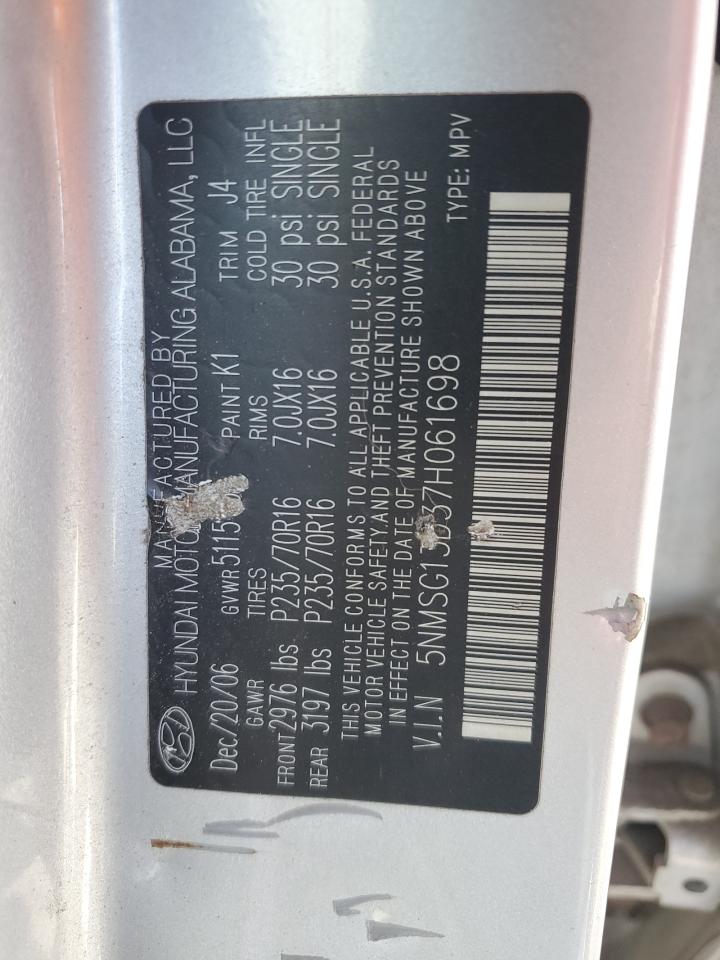 MANUFACTURED BY
HYUNDAI MOTOR MANUFACTURING ALABAMA, LLC
Dec/20/06 GVWR 5115 PAINT K1 TRIM J4
GAWR TIRES RIMS COLD TIRE INFL
FRONT 2976 lbs P235/70R16 7.0JX16 30 psi SINGLE
REAR 3197 lbs P235/70R16 7.0JX16 30 psi SINGLE
THIS VEHICLE CONFORMS TO ALL APPLICABLE U.S.A. FEDERAL
MOTOR VEHICLE SAFETY AND THEFT PREVENTION STANDARDS
IN EFFECT ON THE DATE OF MANUFACTURE SHOWN ABOVE
V.I.N 5NMSG13D37H061698 TYPE: MPV